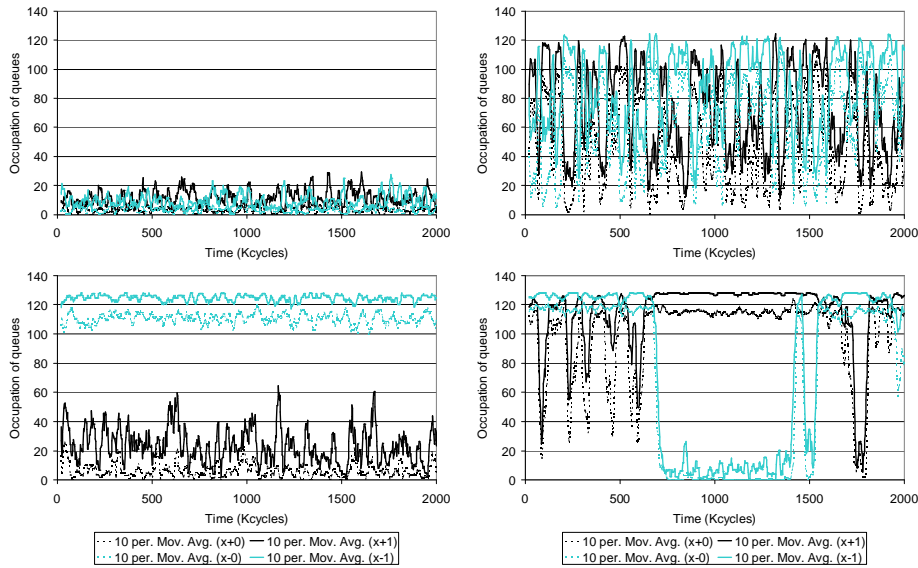 140
120
100
80
60
40
20
0
Occupation of queues
0 500 1000 1500 2000
Time (Kcycles)
140
120
100
80
60
40
20
0
Occupation of queues
0 500 1000 1500 2000
Time (Kcycles)
140
120
100
80
60
40
20
0
Occupation of queues
0 500 1000 1500 2000
Time (Kcycles)
10 per. Mov. Avg. (x+0) 10 per. Mov. Avg. (x+1)
10 per. Mov. Avg. (x-0) 10 per. Mov. Avg. (x-1)
140
120
100
80
60
40
20
0
Occupation of queues
0 500 1000 1500 2000
Time (Kcycles)
10 per. Mov. Avg. (x+0) 10 per. Mov. Avg. (x+1)
10 per. Mov. Avg. (x-0) 10 per. Mov. Avg. (x-1)